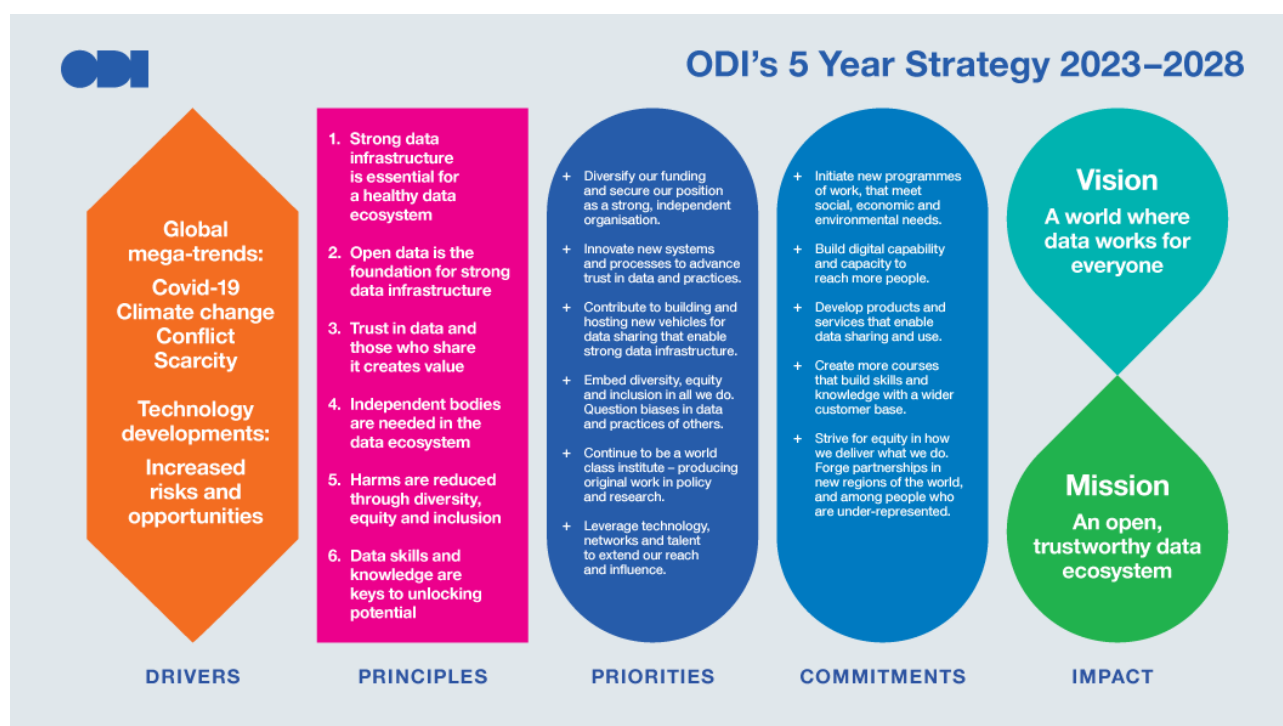 ODI
ODI's 5 Year Strategy 2023–2028
Global
mega-trends:
Covid-19
Climate change
Conflict
Scarcity
Technology
developments:
Increased
risks and
opportunities
DRIVERS
1. Strong data
infrastructure
is essential for
a healthy data
ecosystem
2. Open data is the
foundation for strong
data infrastructure
3. Trust in data and
those who share
it creates value
4. Independent bodies
are needed in the
data ecosystem
5. Harms are reduced
through diversity,
equity and inclusion
6. Data skills and
knowledge are
keys to unlocking
potential
PRINCIPLES
+ Diversify our funding
and secure our position
as a strong, independent
organisation.
+ Innovate new systems
and processes to advance
trust in data and practices.
+ Contribute to building and
hosting new vehicles for
data sharing that enable
strong data infrastructure.
+ Embed diversity, equity
and inclusion in all we do.
Question biases in data
and practices of others.
+ Continue to be a world
class institute – producing
original work in policy
and research.
+ Leverage technology,
networks and talent
to extend our reach
and influence.
PRIORITIES
+ Initiate new programmes
of work, that meet
social, economic and
environmental needs.
+ Build digital capability
and capacity to
reach more people.
+ Develop products and
services that enable
data sharing and use.
+ Create more courses
that build skills and
knowledge with a wider
customer base.
+ Strive for equity in how
we deliver what we do.
Forge partnerships in
new regions of the world,
and among people who
are under-represented.
COMMITMENTS
Vision
A world where
data works for
everyone
Mission
An open,
trustworthy data
ecosystem
IMPACT